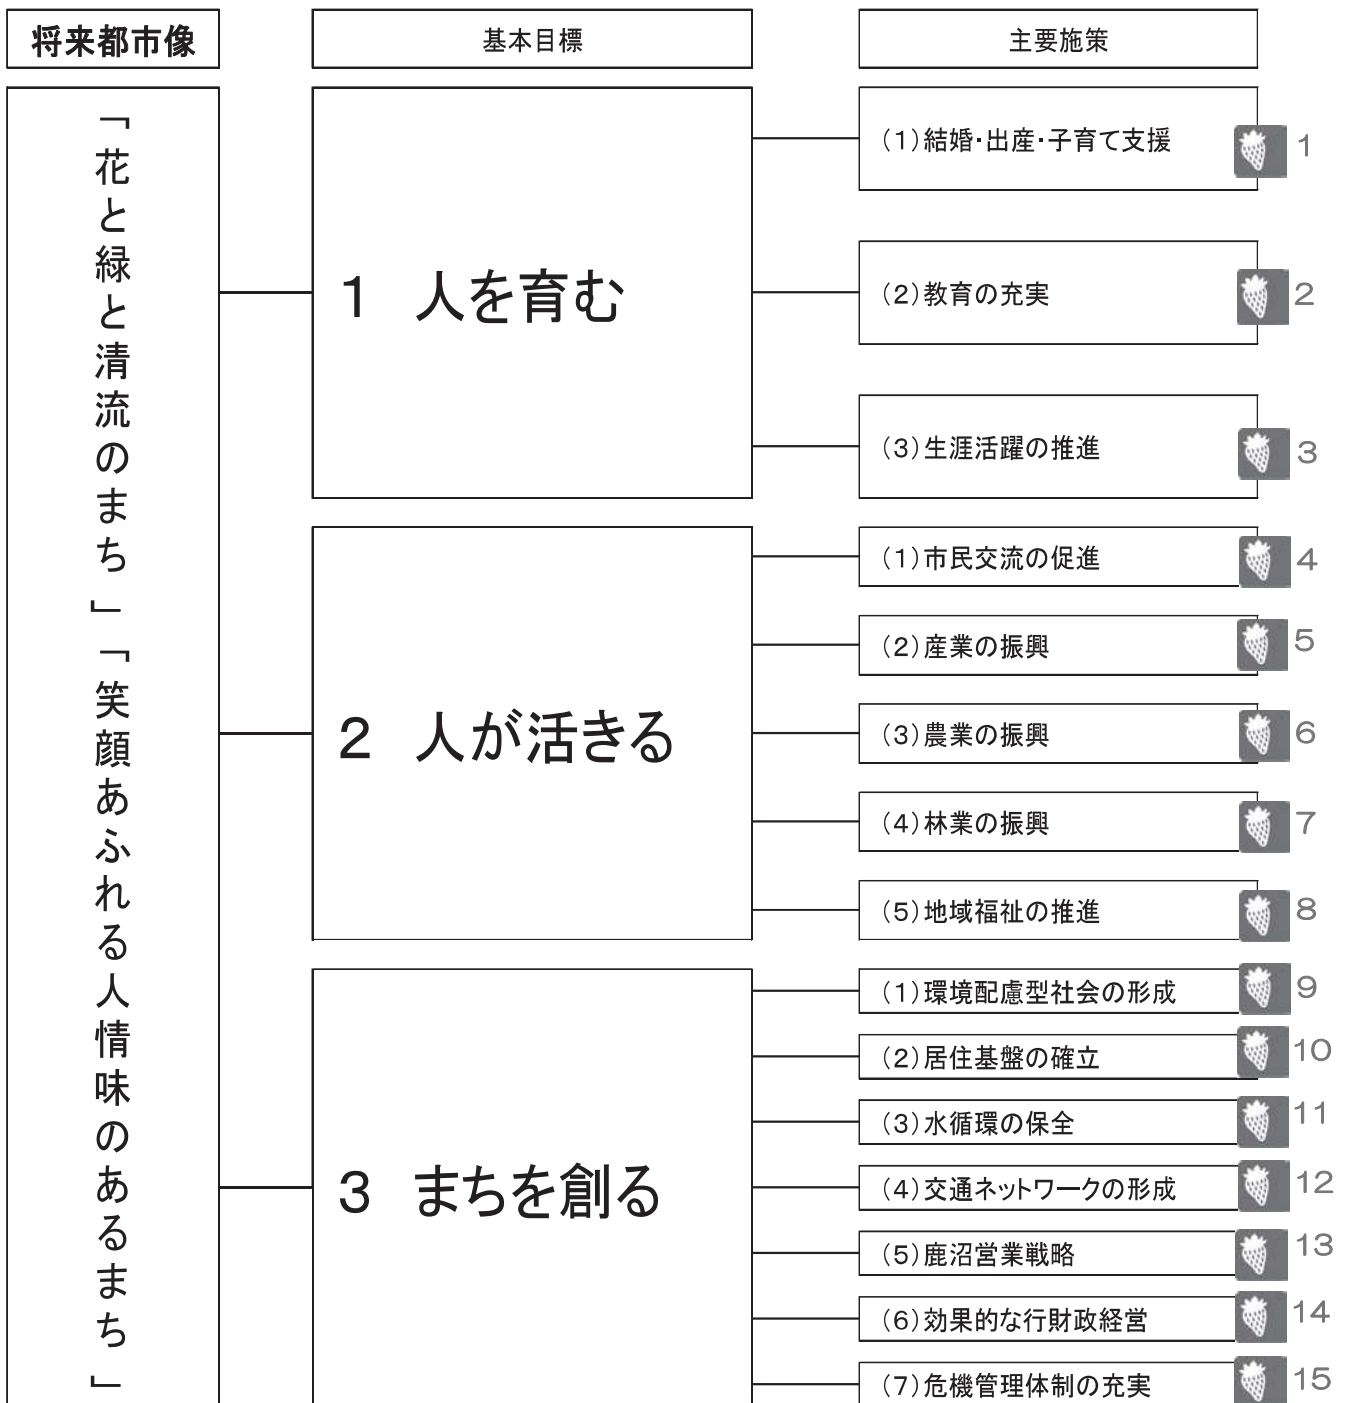 将来都市像
基本目標
主要施策
「花と緑と清流のまち」「笑顔あふれる人情味のあるまち」
1 人を育む
(1)結婚・出産・子育て支援
1
(2)教育の充実
2
(3)生涯活躍の推進
3
2 人が活きる
(1)市民交流の促進
4
(2)産業の振興
5
(3)農業の振興
6
(4)林業の振興
7
(5)地域福祉の推進
8
3 まちを創る
(1)環境配慮型社会の形成
9
(2)居住基盤の確立
10
(3)水循環の保全
11
(4)交通ネットワークの形成
12
(5)鹿沼営業戦略
13
(6)効果的な行財政経営
14
(7)危機管理体制の充実
15